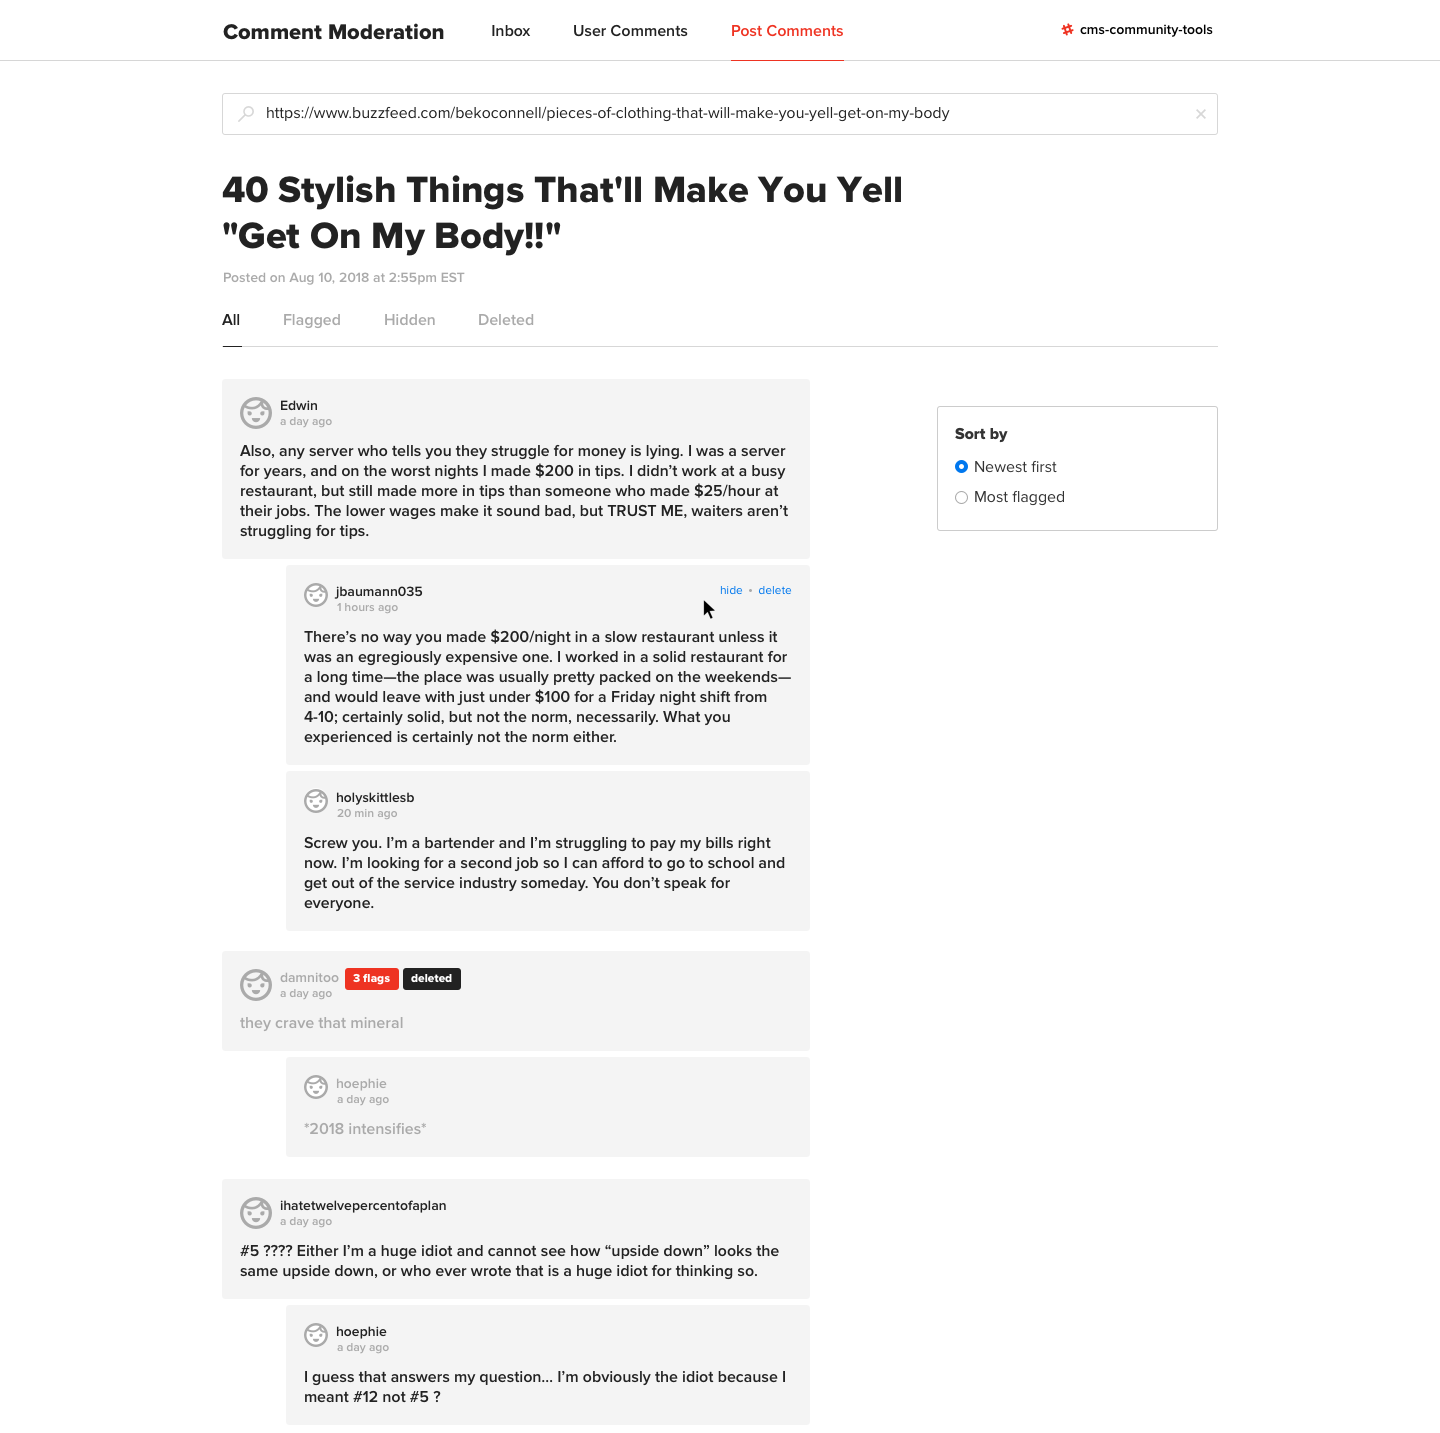 Comment Moderation
Inbox
User Comments
Post Comments
cms-community-tools
https://www.buzzfeed.com/bekoconnell/pieces-of-clothing-that-will-make-you-yell-get-on-my-body
40 Stylish Things That'll Make You Yell
"Get On My Body!!"
Posted on Aug 10, 2018 at 2:55pm EST
All
Flagged
Hidden
Deleted
Edwin
a day ago
Also, any server who tells you they struggle for money is lying. I was a server
for years, and on the worst nights I made $200 in tips. I didn’t work at a busy
restaurant, but still made more in tips than someone who made $25/hour at
their jobs. The lower wages make it sound bad, but TRUST ME, waiters aren’t
struggling for tips.
Sort by
Newest first
Most flagged
jbaumann035
hide • delete
1 hours ago
There’s no way you made $200/night in a slow restaurant unless it
was an egregiously expensive one. I worked in a solid restaurant for
a long time—the place was usually pretty packed on the weekends—
and would leave with just under $100 for a Friday night shift from
4-10; certainly solid, but not the norm, necessarily. What you
experienced is certainly not the norm either.
holyskittlesb
20 min ago
Screw you. I’m a bartender and I’m struggling to pay my bills right
now. I’m looking for a second job so I can afford to go to school and
get out of the service industry someday. You don’t speak for
everyone.
damnitoo 3 flags deleted
a day ago
they crave that mineral
hoephie
a day ago
*2018 intensifies*
ihatetwelvepercentofaplan
a day ago
#5 ???? Either I’m a huge idiot and cannot see how “upside down” looks the
same upside down, or who ever wrote that is a huge idiot for thinking so.
hoephie
a day ago
I guess that answers my question... I’m obviously the idiot because I
meant #12 not #5 ?